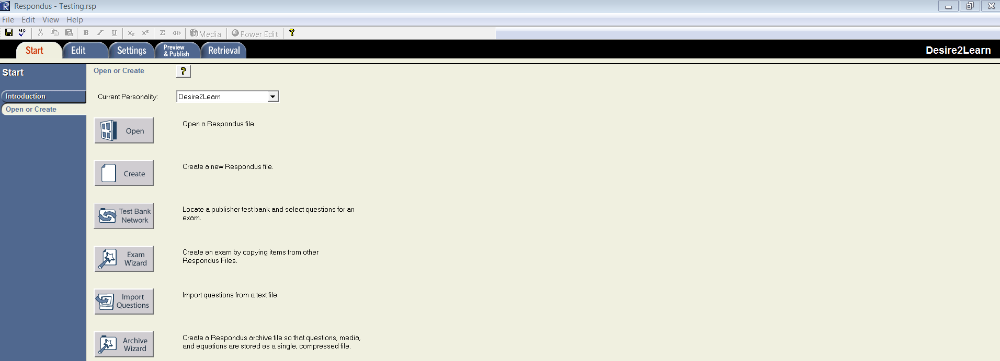 R Respondus - Testing.rsp
File Edit View Help
ABC B I U X₂ X² Σ <H> Media Power Edit ?
Start Edit Settings Preview & Publish Retrieval Desire2Learn
Start
Introduction
Open or Create
Open or Create ?
Current Personality: Desire2Learn
Open
Open a Respondus file.
Create
Create a new Respondus file.
Test Bank
Network
Locate a publisher test bank and select questions for an
exam.
Exam
Wizard
Create an exam by copying items from other
Respondus Files.
Import
Questions
Import questions from a text file.
Archive
Wizard
Create a Respondus archive file so that questions, media,
and equations are stored as a single, compressed file.